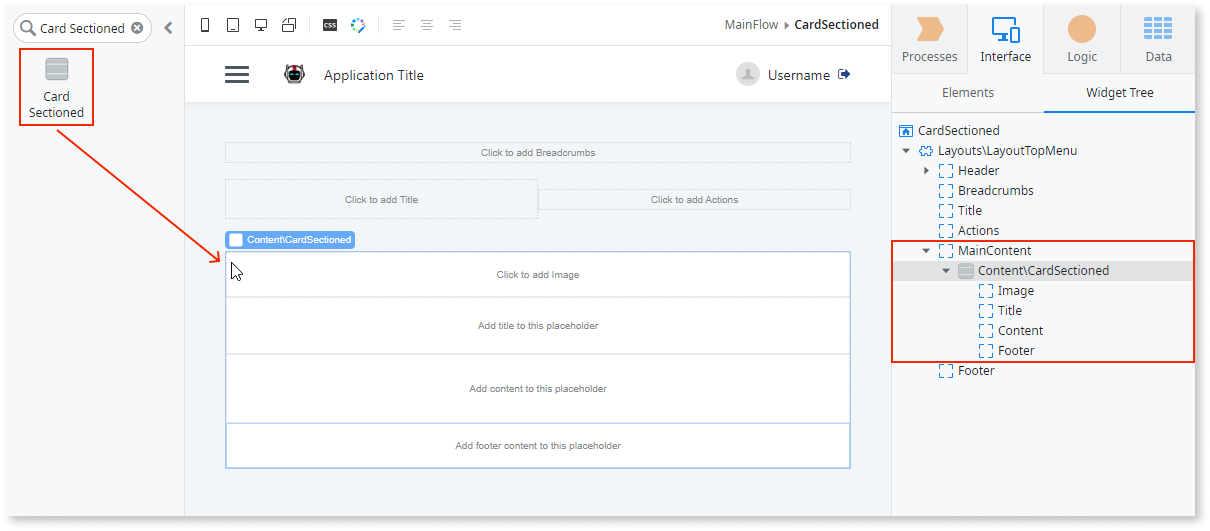 Card Sectioned
Card
Sectioned
CSS
MainFlow CardSectioned
Application Title
Username
Click to add Breadcrumbs
Click to add Title
Click to add Actions
Content\CardSectioned
Click to add Image
Add title to this placeholder
Add content to this placeholder
Add footer content to this placeholder
Processes
Interface
Logic
Data
Elements
Widget Tree
CardSectioned
Layouts\LayoutTopMenu
Header
Breadcrumbs
Title
Actions
MainContent
Content\CardSectioned
Image
Title
Content
Footer
Footer